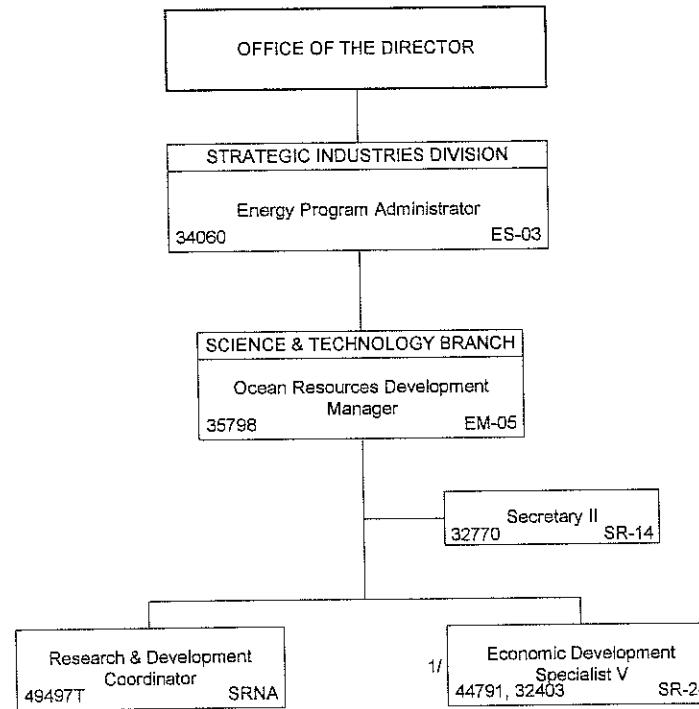 OFFICE OF THE DIRECTOR
STRATEGIC INDUSTRIES DIVISION
Energy Program Administrator
34060 ES-03
SCIENCE & TECHNOLOGY BRANCH
Ocean Resources Development
Manager
35798 EM-05
Secretary II
32770 SR-14
Research & Development
Coordinator
49497T SRNA
1/
Economic Development
Specialist V
44791, 32403 SR-2